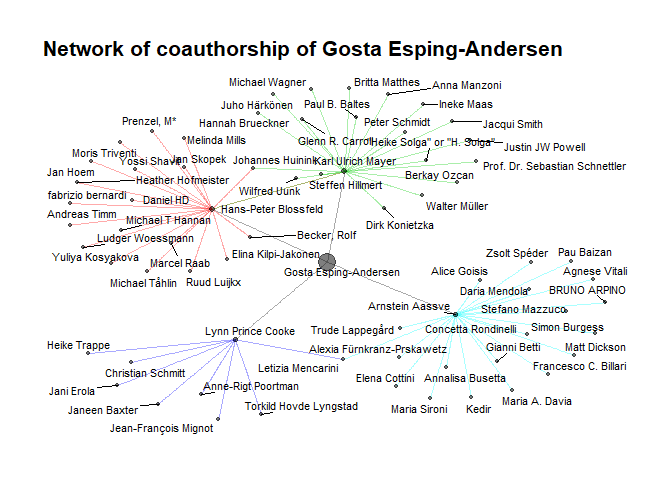 Network of coauthorship of Gosta Esping-Andersen
Michael Wagner
Britta Matthes
Anna Manzoni
Juho Härkönen
Paul B. Baltes
Ineke Maas
Prenzel, M*
Hannah Brueckner
Peter Schmidt
Jacqui Smith
Melinda Mills
Glenn R. Carroll
Heike Solga" or "H. Solga"
Justin JW Powell
Moris Triventi
Yossi Shavit
Jan Skopek
Johannes Huinink
Karl Ulrich Mayer
Prof. Dr. Sebastian Schnettler
Jan Hoem
Heather Hofmeister
Berkay Ozcan
Wilfred Uunk
Steffen Hillmert
fabrizio bernardi
Daniel HD
Walter Müller
Andreas Timm
Michael T Hannan
Hans-Peter Blossfeld
Dirk Konietzka
Ludger Woessmann
Becker, Rolf
Yuliya Kosyakova
Marcel Raab
Elina Kilpi-Jakonen
Zsolt Spéder
Pau Baizan
Michael Tåhlin
Ruud Luijkx
Gosta Esping-Andersen
Alice Goisis
Agnese Vitali
Daria Mendola
BRUNO ARPINO
Arnstein Aassve
Stefano Mazzuco
Lynn Prince Cooke
Trude Lappegård
Concetta Rondinelli
Simon Burgess
Heike Trappe
Alexia Fürnkranz-Prskawetz
Gianni Betti
Matt Dickson
Christian Schmitt
Letizia Mencarini
Francesco C. Billari
Jani Erola
Anne-Rigt Poortman
Elena Cottini
Annalisa Busetta
Janeen Baxter
Torkild Hovde Lyngstad
Maria Sironi
Kedir
Maria A. Davia
Jean-François Mignot